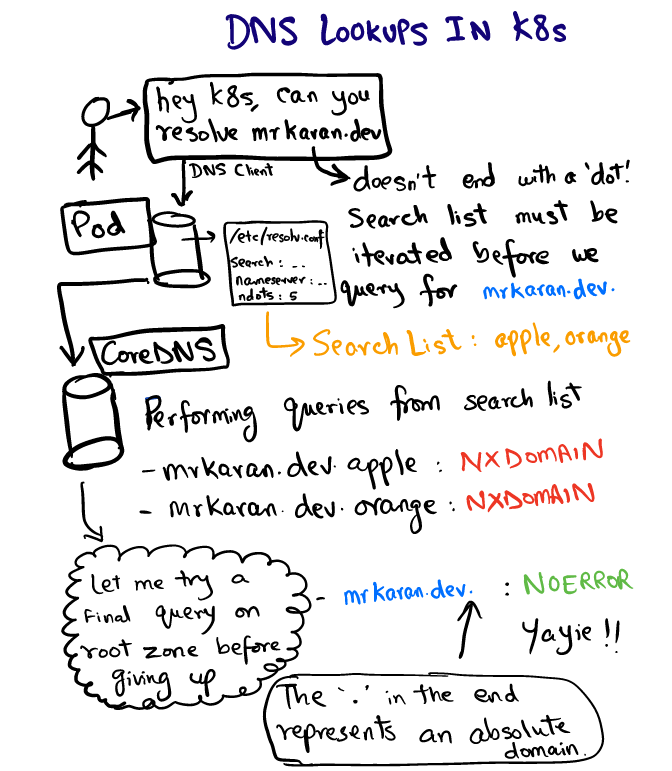 DNS LOOKUPS IN K8s
hey K8s, can you
resolve mrkaran.dev
DNS Client
doesn't end with a 'dot'!
Search list must be
iterated before we
query for mrkaran.dev.
Pod
/etc/resolv.conf
Search : ..
nameserver : ..
ndots : 5
Search List : apple, orange
CoreDNS
Performing queries from search list
- mrkaran.dev.apple : NXDOMAIN
- mrkaran.dev.orange : NXDOMAIN
Let me try a
final query on
root zone before
giving up
- mrkaran.dev. : NOERROR
Yayie !!
The '.' in the end
represents an absolute
domain.